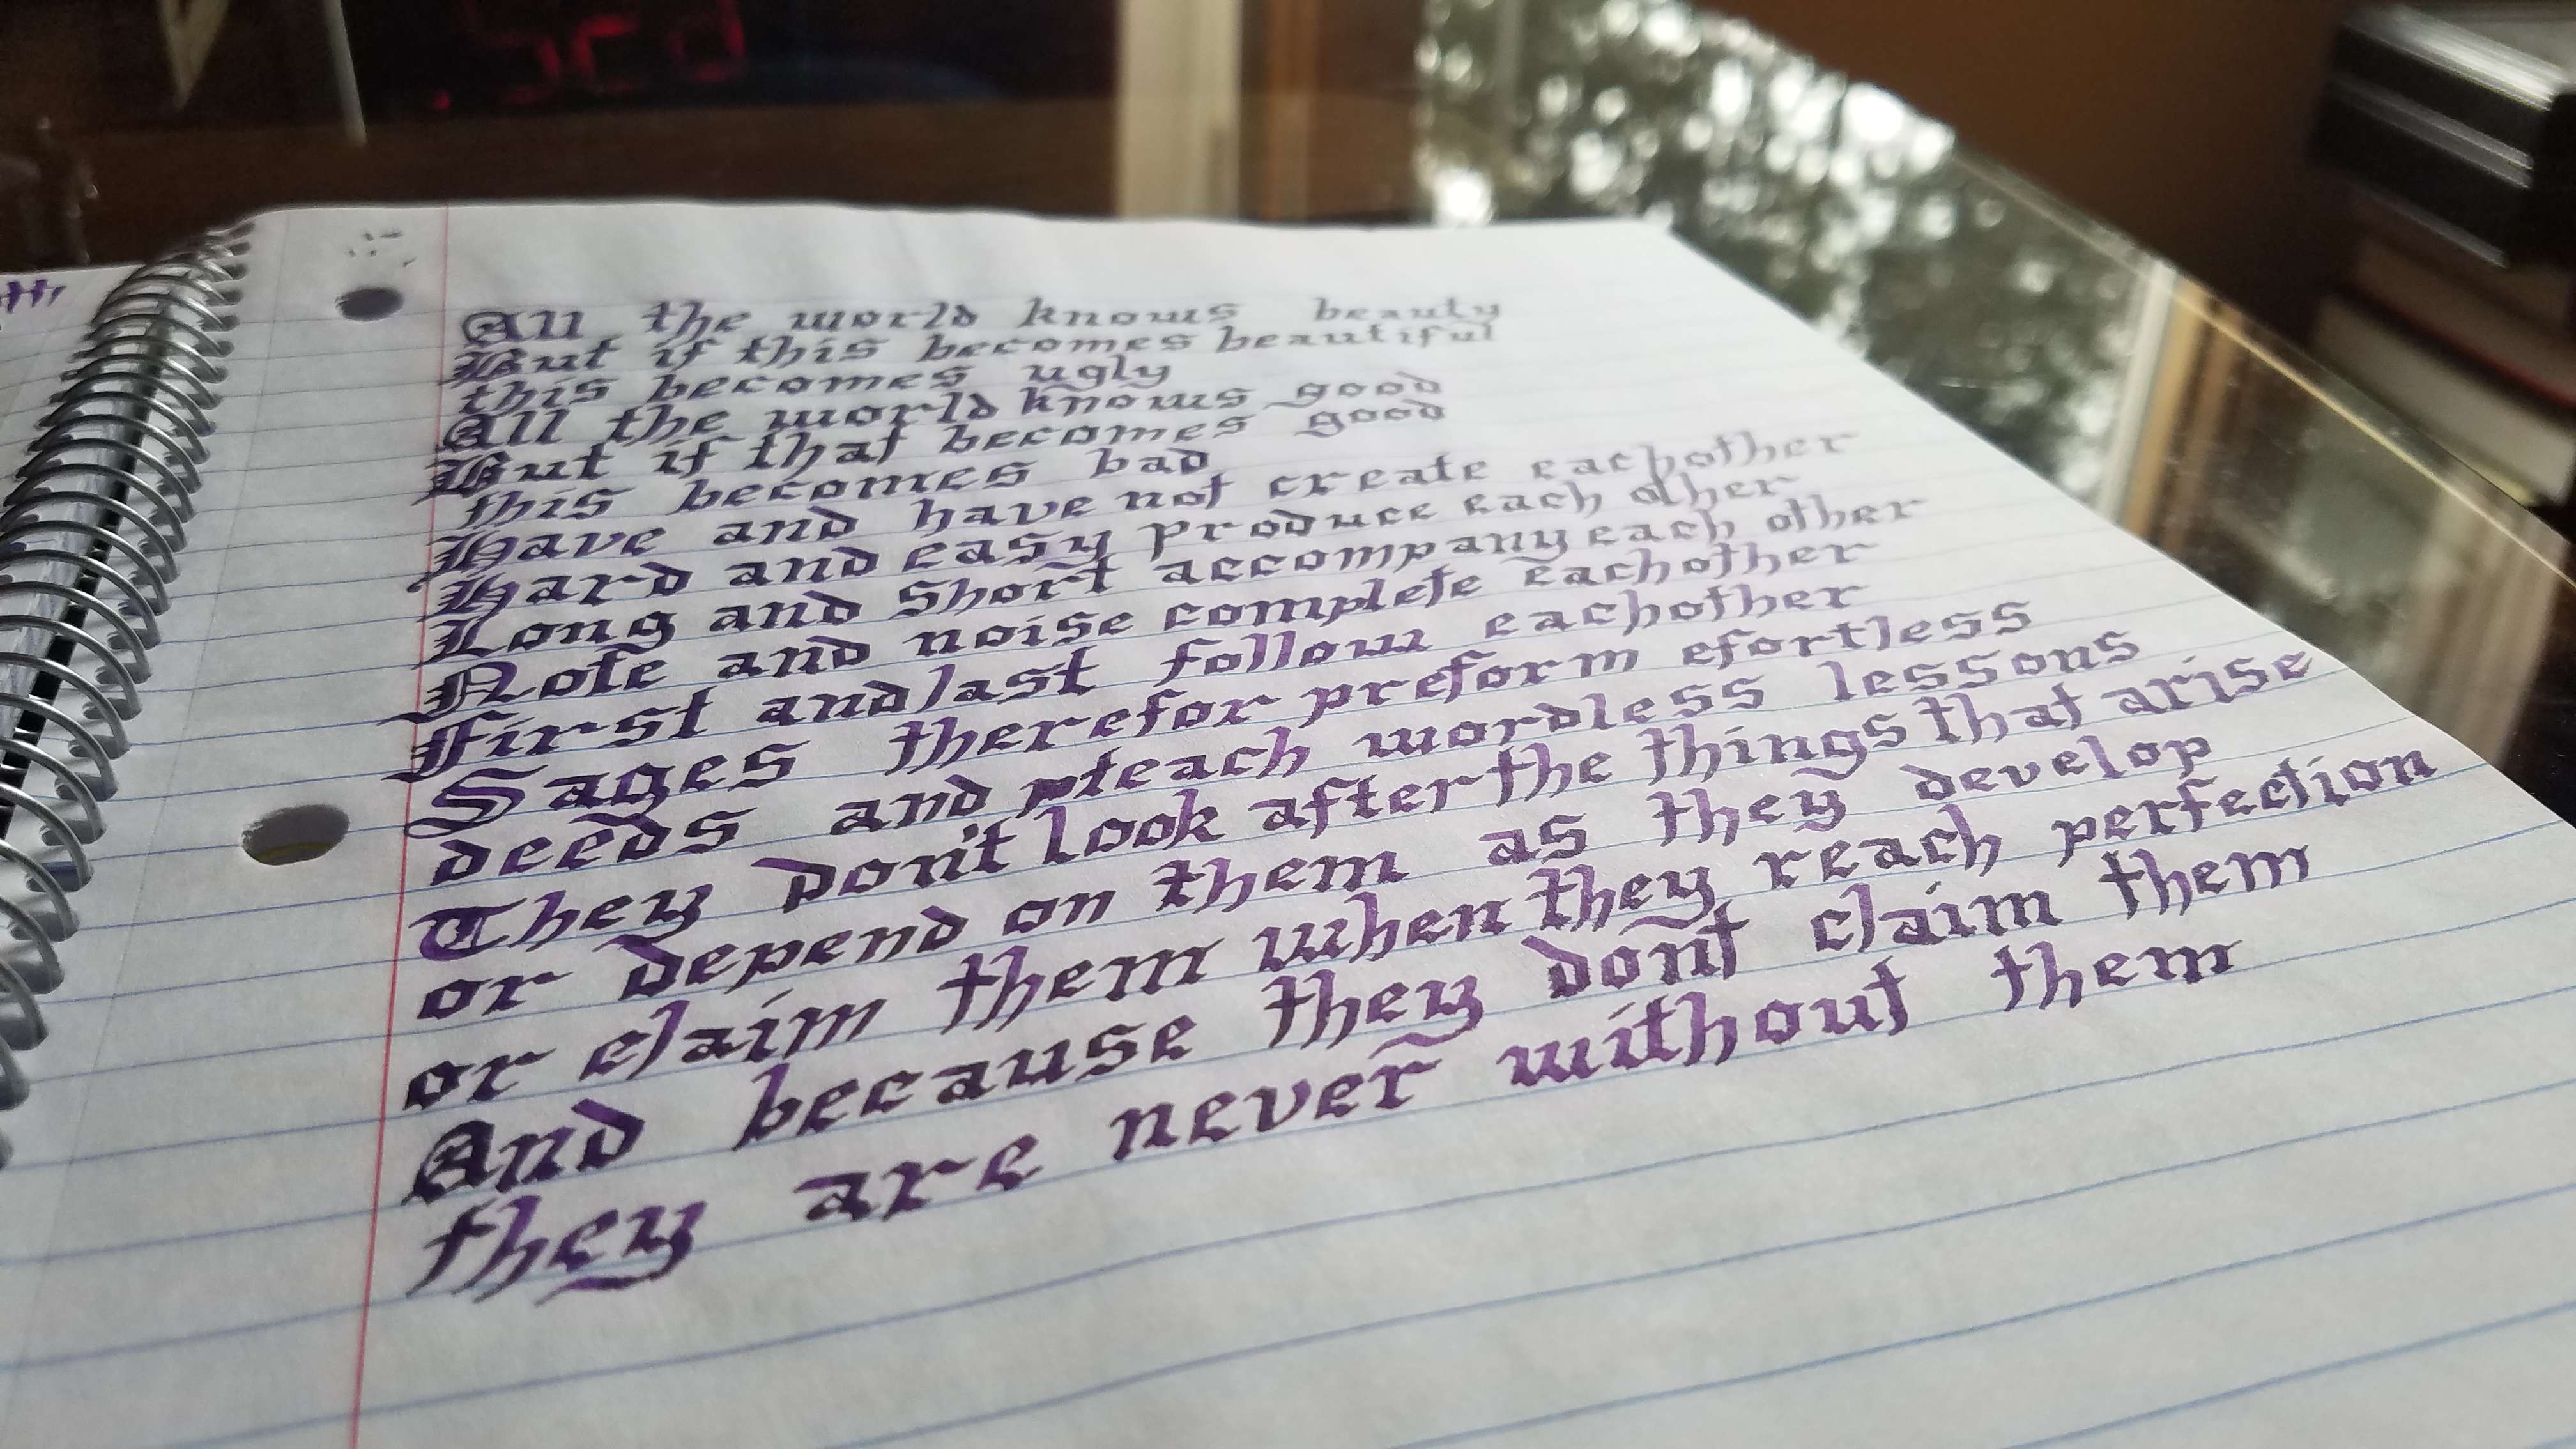 All the world knows beauty
But if this becomes beautiful
this becomes ugly
All the world knows good
But if that becomes good
this becomes bad
Have and have not create eachother
Hard and easy produce each other
Long and short accompany each other
Note and noise complete eachother
First and last follow eachother
Sages therefor preform efortless
deeds and teach wordless lessons
They don't look after the things that arise
or depend on them as they develop
or claim them when they reach perfection
And because they don't claim them
they are never without them